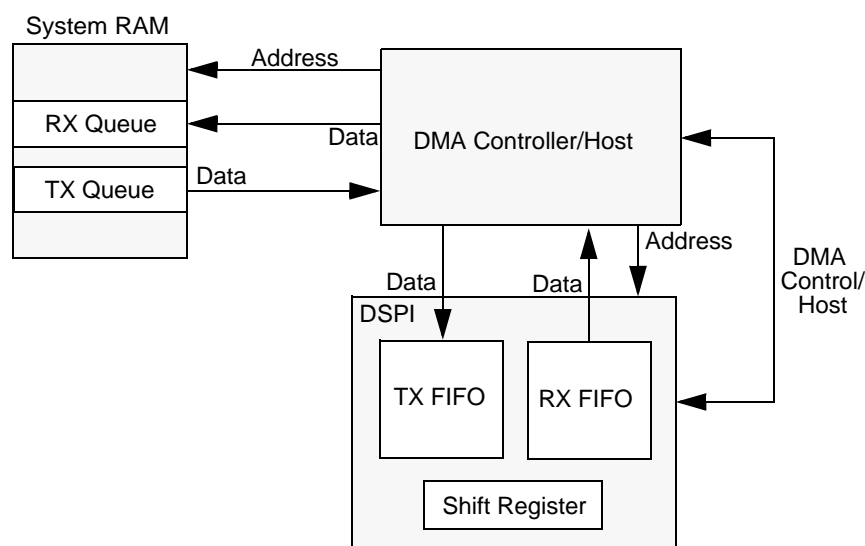 System RAM
Address
RX Queue
Data
DMA Controller/Host
TX Queue
Data
Address
DMA
Control/
Host
Data
Data
DSPI
TX FIFO
RX FIFO
Shift Register